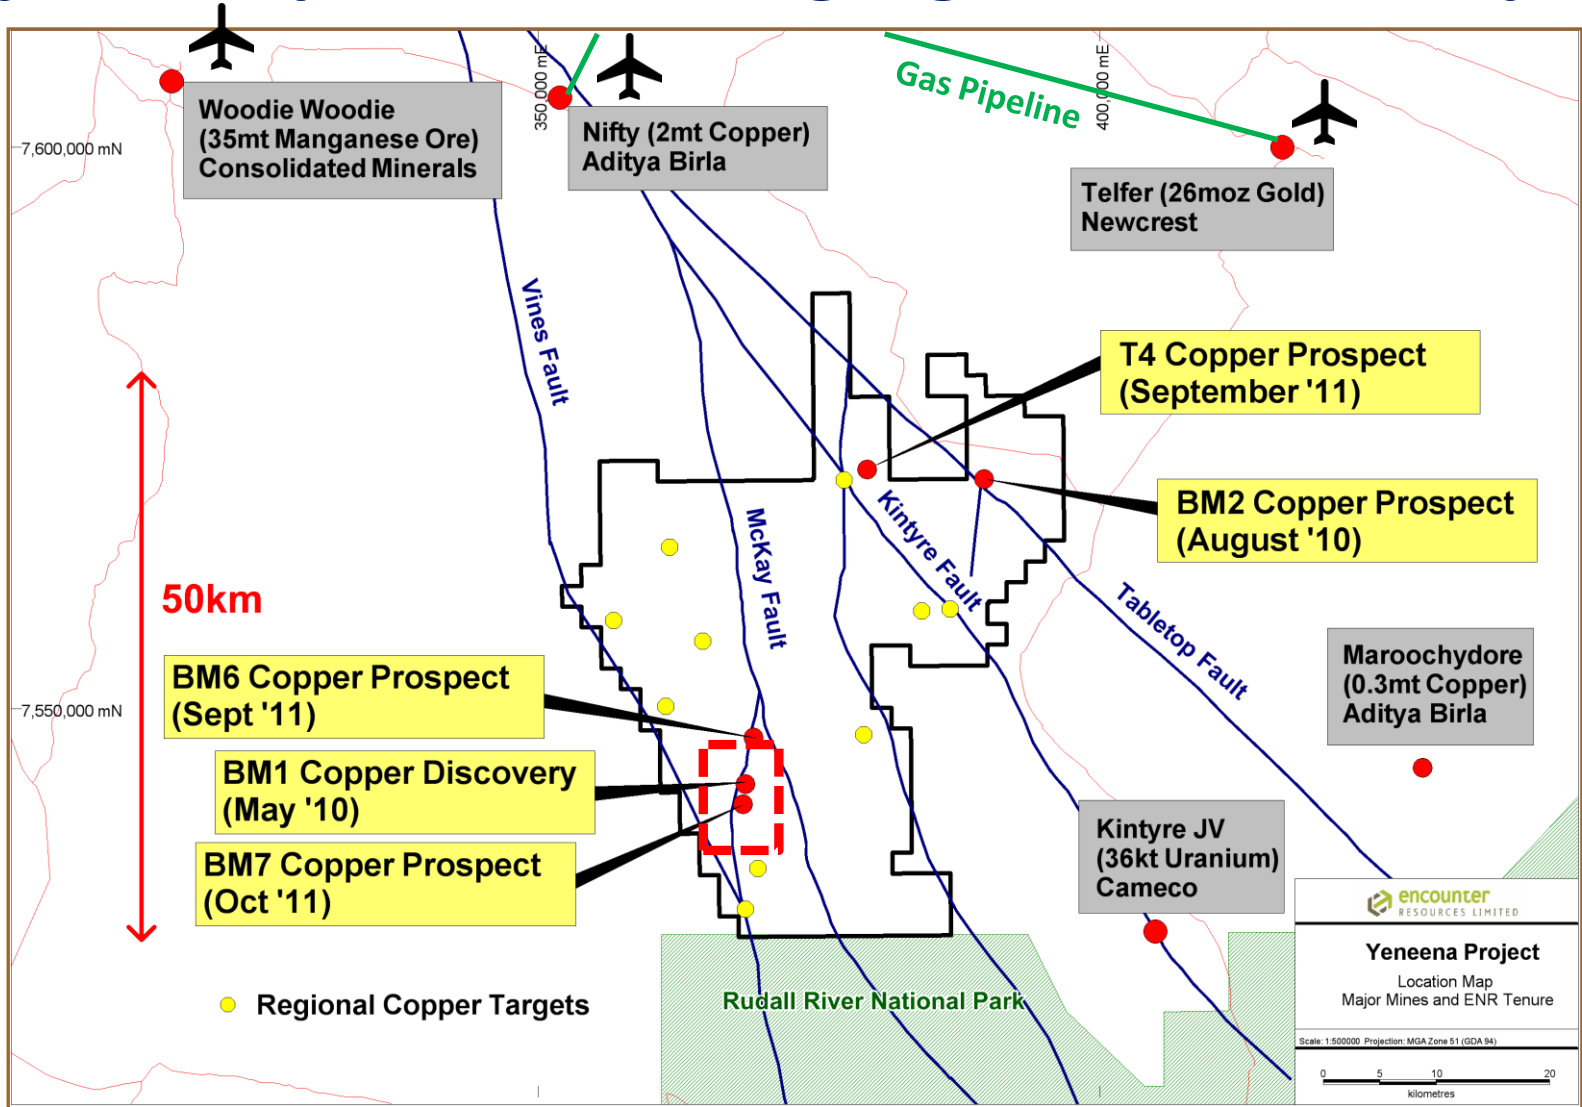 350,000 mE
400,000 mE
Gas Pipeline
Woodie Woodie
(35mt Manganese Ore)
Consolidated Minerals
Nifty (2mt Copper)
Aditya Birla
7,600,000 mN
Telfer (26moz Gold)
Newcrest
Vines Fault
T4 Copper Prospect
(September '11)
BM2 Copper Prospect
(August '10)
McKay Fault
Kintyre Fault
Tabletop Fault
50km
BM6 Copper Prospect
(Sept '11)
Maroochydore
(0.3mt Copper)
Aditya Birla
7,550,000 mN
BM1 Copper Discovery
(May '10)
BM7 Copper Prospect
(Oct '11)
Kintyre JV
(36kt Uranium)
Cameco
Regional Copper Targets
Rudall River National Park
encounter
RESOURCES LIMITED
Yeneena Project
Location Map
Major Mines and ENR Tenure
Scale: 1:500000 Projection: MGA Zone 51 (GDA 94)
0 5 10 20
kilometres